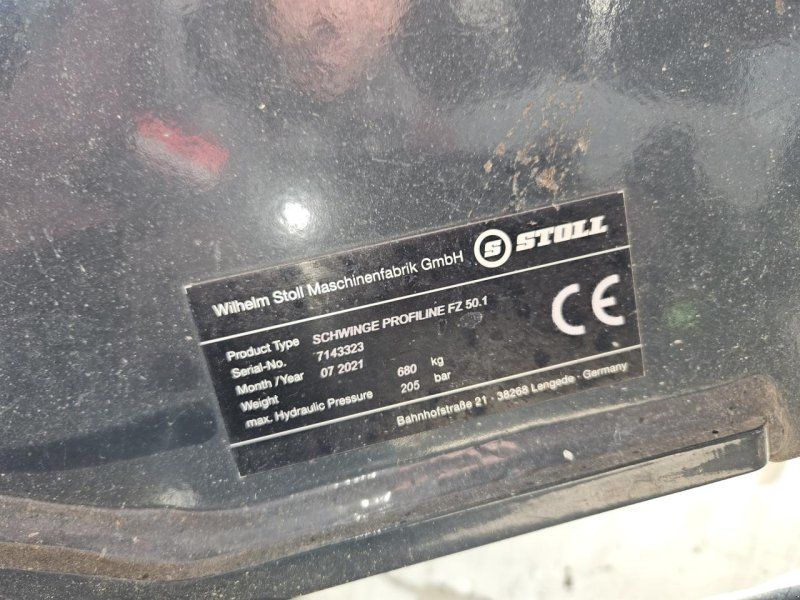 Wilhelm Stoll Maschinenfabrik GmbH S STOLL
Product Type SCHWINGE PROFILINE FZ 50.1
Serial-No. 7143323
Month / Year 07 2021
Weight 680 kg
max. Hydraulic Pressure 205 bar
CE
Bahnhofstraße 21 · 38268 Lengede · Germany